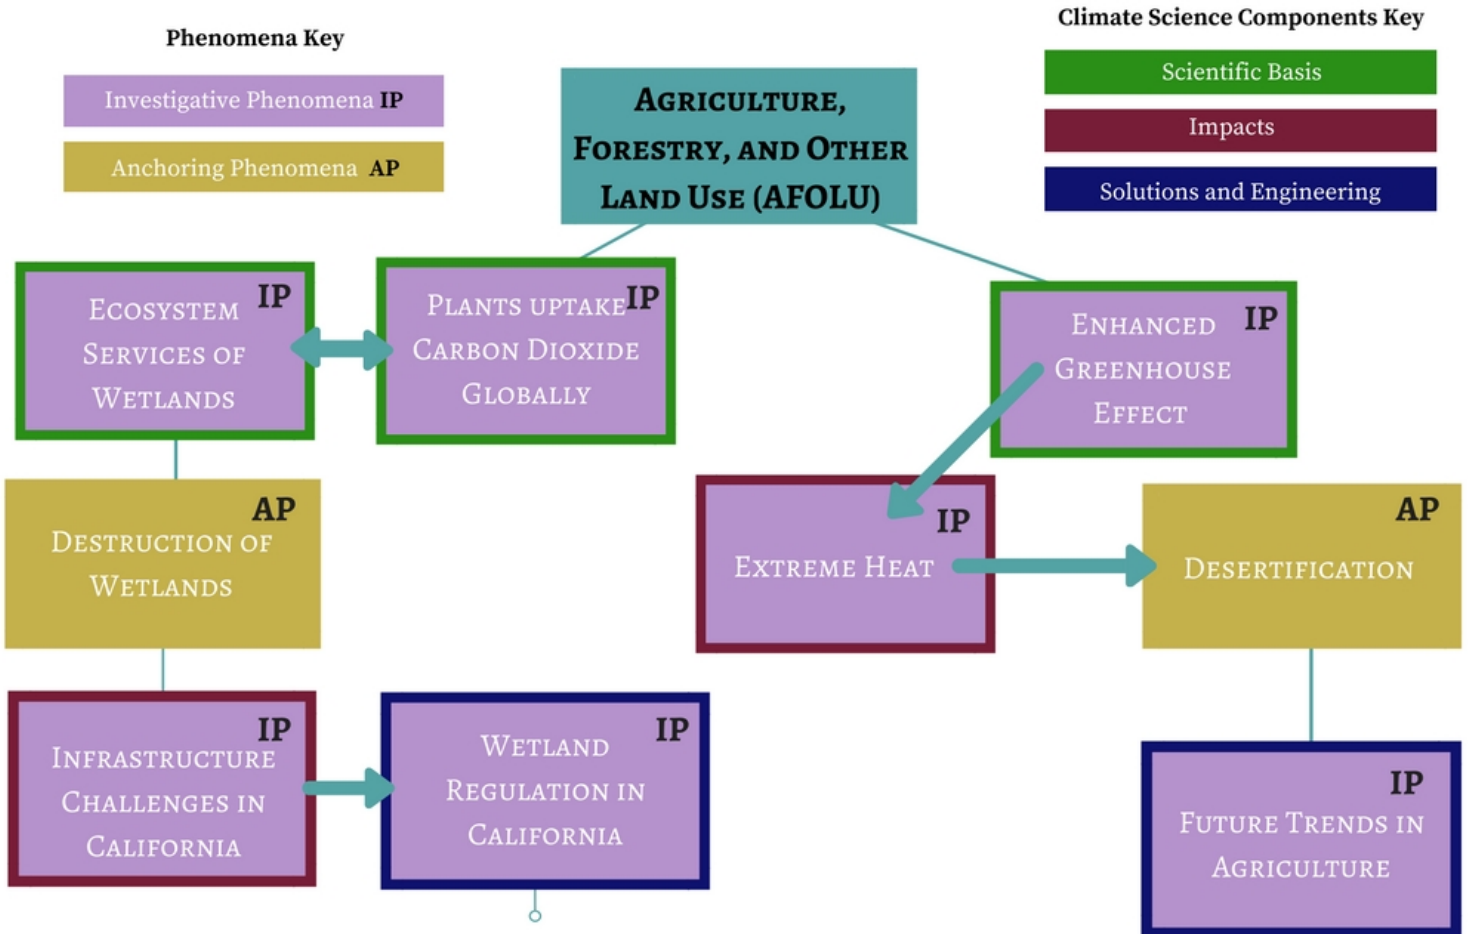 Phenomena Key
Investigative Phenomena IP
Anchoring Phenomena AP
Climate Science Components Key
Scientific Basis
Impacts
Solutions and Engineering
Agriculture,
Forestry, and Other
Land Use (AFOLU)
IP
Ecosystem
Services of
Wetlands
IP
Plants uptake
Carbon Dioxide
Globally
IP
Enhanced
Greenhouse
Effect
AP
Destruction of
Wetlands
IP
Extreme Heat
AP
Desertification
IP
Infrastructure
Challenges in
California
IP
Wetland
Regulation in
California
IP
Future Trends in
Agriculture